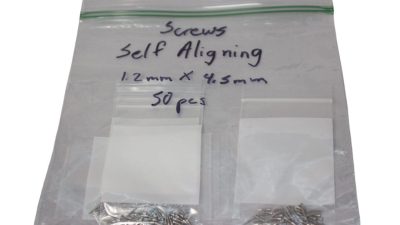 Screws
Self Aligning
1.2mm x 4.5mm
50 pcs